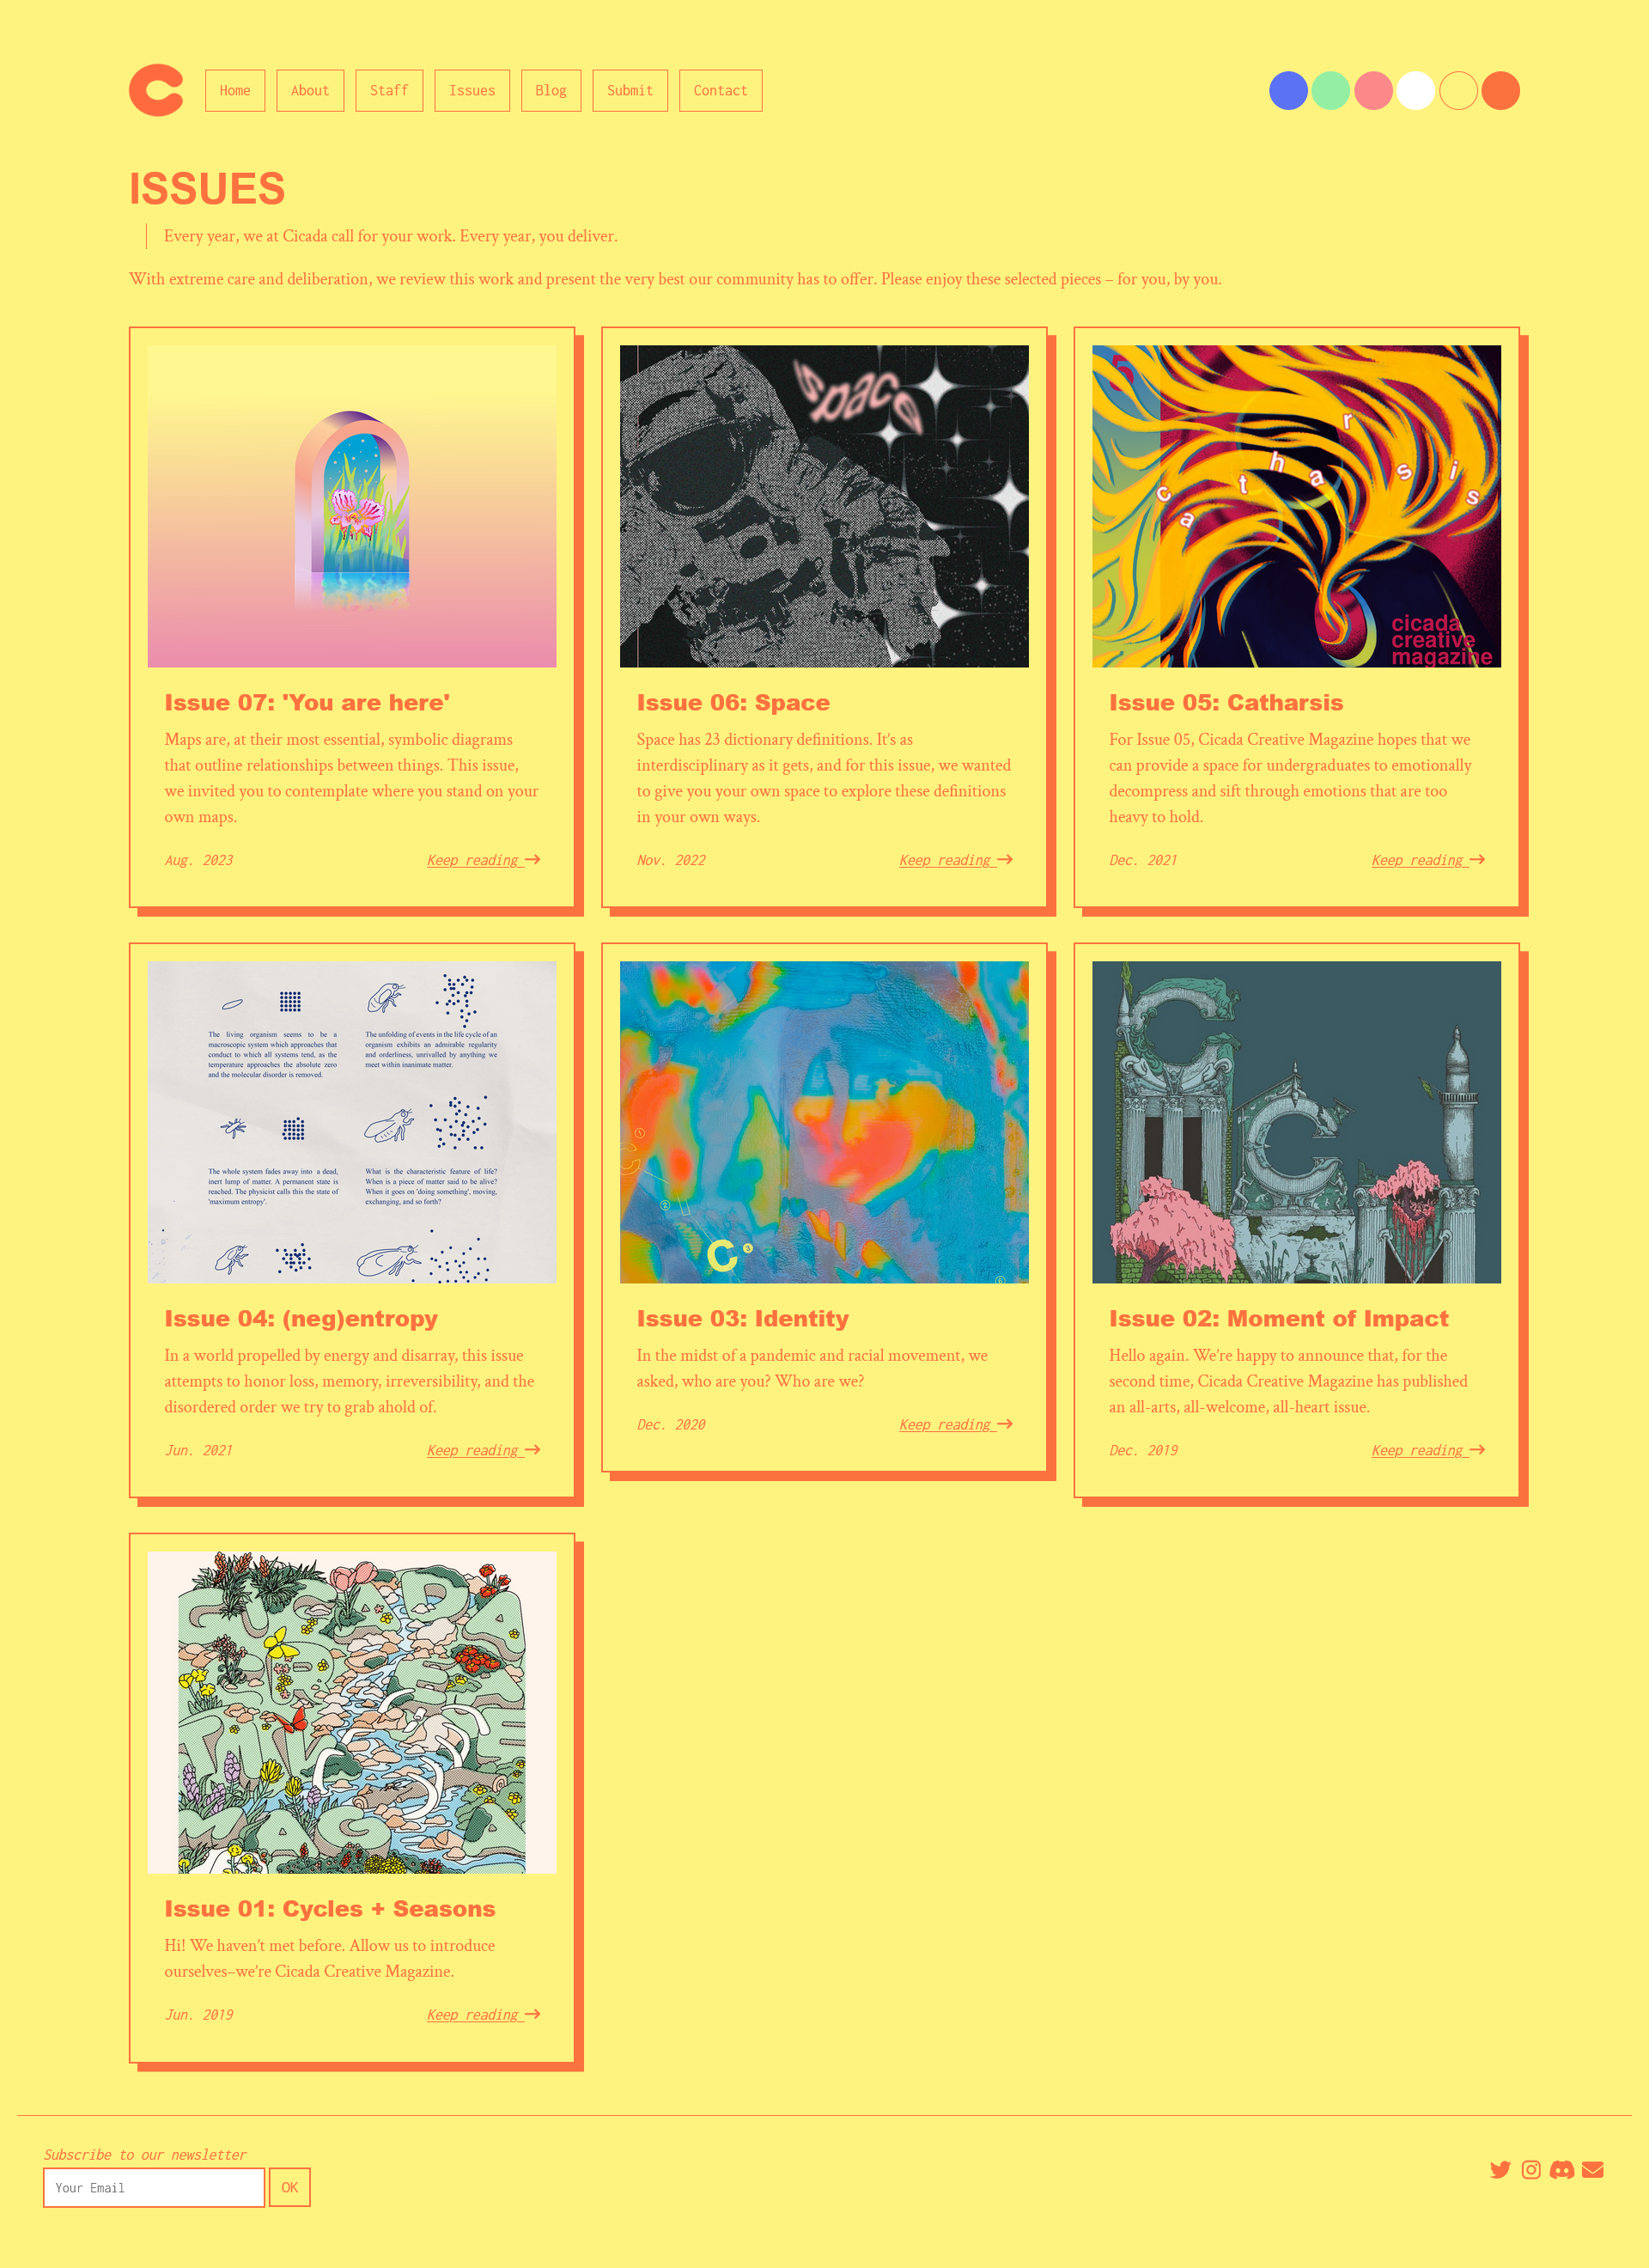 C
Home
About
Staff
Issues
Blog
Submit
Contact
ISSUES
Every year, we at Cicada call for your work. Every year, you deliver.
With extreme care and deliberation, we review this work and present the very best our community has to offer. Please enjoy these selected pieces – for you, by you.
space
catharsis
cicada
creative
magazine
Issue 07: 'You are here'
Maps are, at their most essential, symbolic diagrams
that outline relationships between things. This issue,
we invited you to contemplate where you stand on your
own maps.
Aug. 2023
Keep reading
Issue 06: Space
Space has 23 dictionary definitions. It’s as
interdisciplinary as it gets, and for this issue, we wanted
to give you your own space to explore these definitions
in your own ways.
Nov. 2022
Keep reading
Issue 05: Catharsis
For Issue 05, Cicada Creative Magazine hopes that we
can provide a space for undergraduates to emotionally
decompress and sift through emotions that are too
heavy to hold.
Dec. 2021
Keep reading
The living organism seems to be a
macroscopic system which approaches that
conduct to which all systems tend, as the
temperature approaches the absolute zero
and the molecular disorder is removed.
The unfolding of events in the life cycle of an
organism exhibits an admirable regularity
and orderliness, unrivalled by anything we
meet within inanimate matter.
The whole system fades away into a dead,
inert lump of matter. A permanent state is
reached. The physicist calls this the state of
'maximum entropy'.
What is the characteristic feature of life?
When is a piece of matter said to be alive?
When it goes on 'doing something', moving,
exchanging, and so forth?
Issue 04: (neg)entropy
In a world propelled by energy and disarray, this issue
attempts to honor loss, memory, irreversibility, and the
disordered order we try to grab ahold of.
Jun. 2021
Keep reading
C
Issue 03: Identity
In the midst of a pandemic and racial movement, we
asked, who are you? Who are we?
Dec. 2020
Keep reading
Issue 02: Moment of Impact
Hello again. We're happy to announce that, for the
second time, Cicada Creative Magazine has published
an all-arts, all-welcome, all-heart issue.
Dec. 2019
Keep reading
Issue 01: Cycles + Seasons
Hi! We haven’t met before. Allow us to introduce
ourselves–we’re Cicada Creative Magazine.
Jun. 2019
Keep reading
Subscribe to our newsletter
Your Email
OK